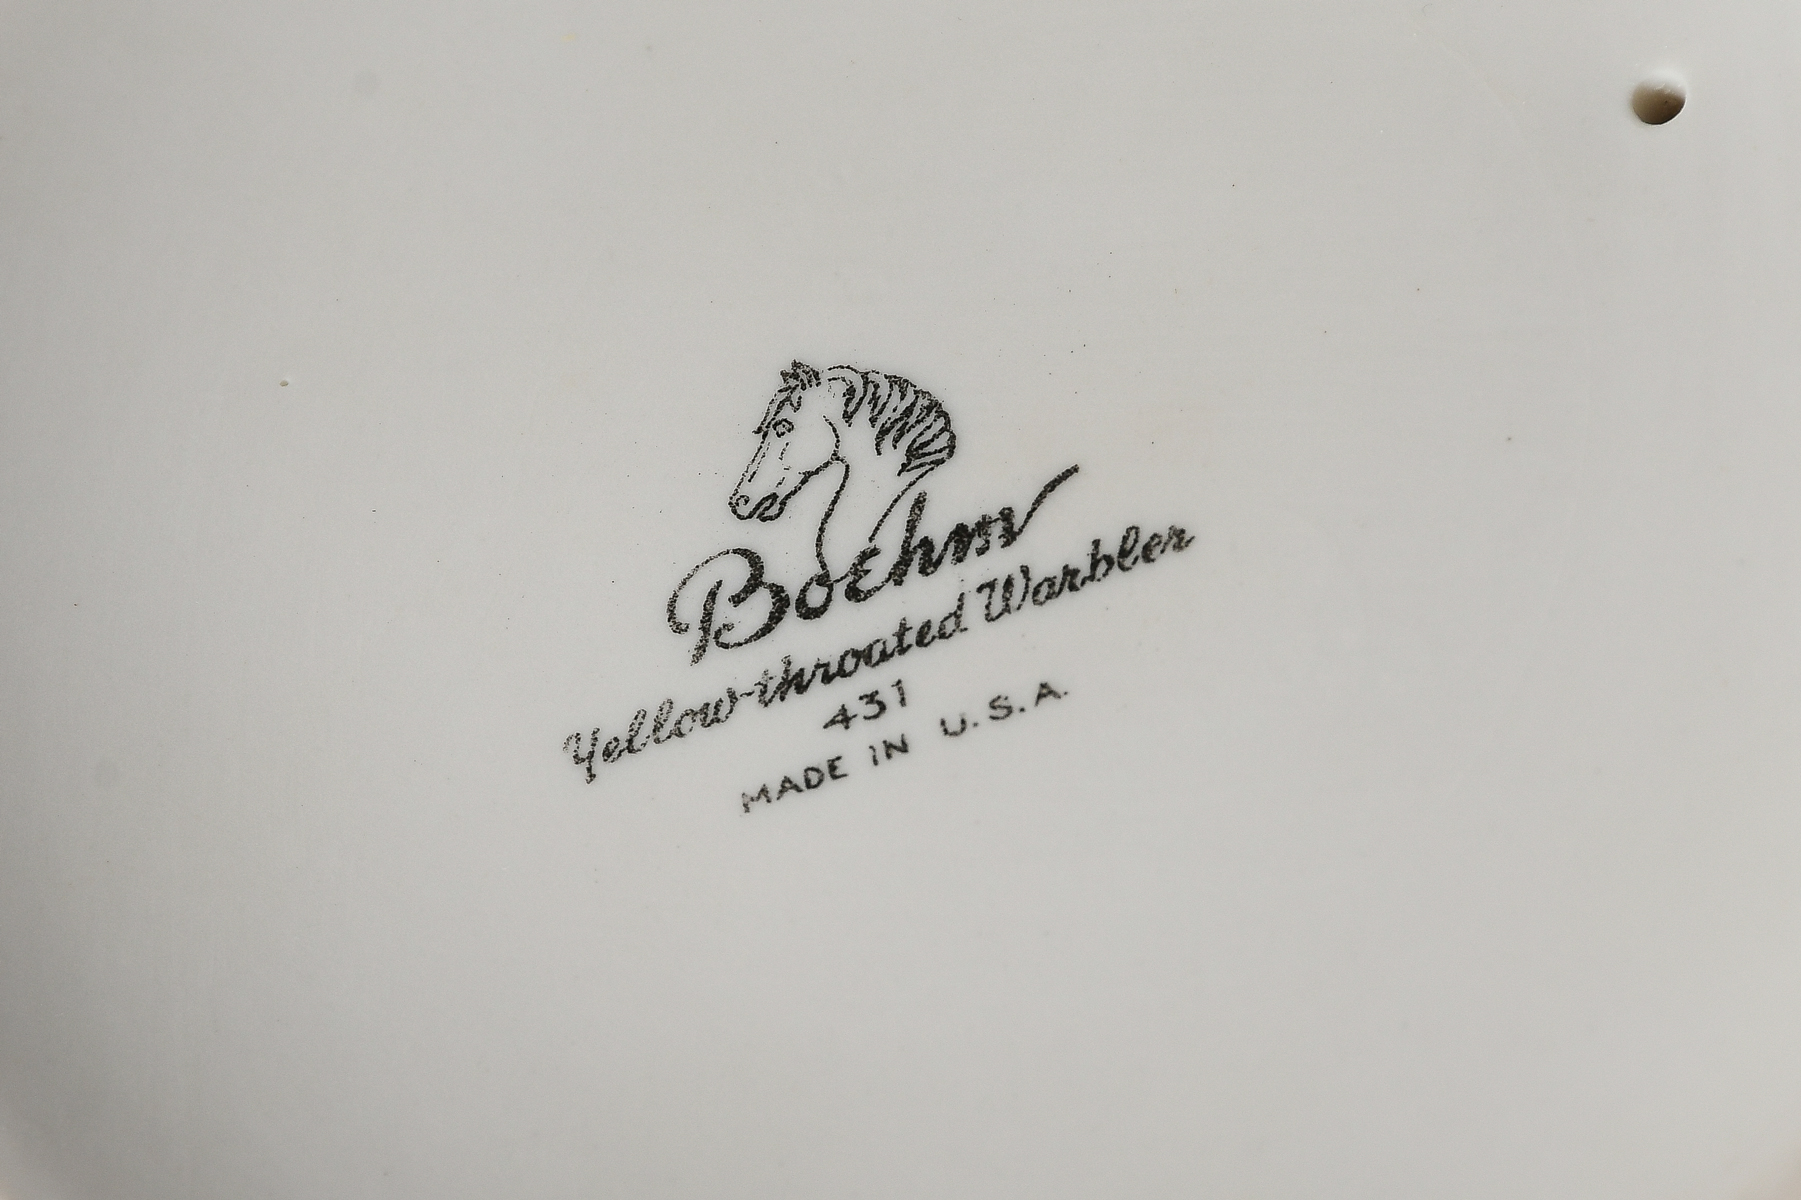 Boehm
Yellow-throated Warbler
431
MADE IN U.S.A.